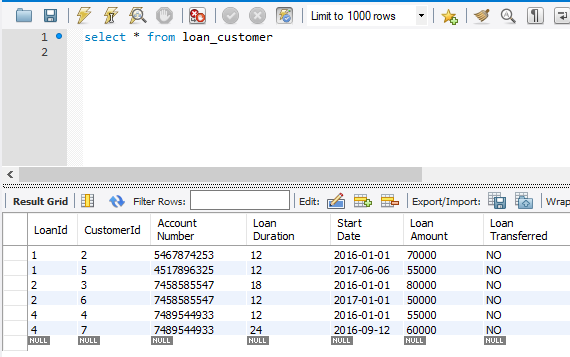 Limit to 1000 rows
1 select * from loan_customer
2
Result Grid Filter Rows: Edit: Export/Import: Wrap
LoanId CustomerId Account Number Loan Duration Start Date Loan Amount Loan Transferred
1 2 5467874253 12 2016-01-01 70000 NO
1 5 4517896325 12 2017-06-06 55000 NO
2 3 7458585547 18 2016-01-01 80000 NO
2 6 7458585547 12 2017-01-01 50000 NO
4 4 7489544933 12 2016-01-01 55000 NO
4 7 7489544933 24 2016-09-12 60000 NO
NULL NULL NULL NULL NULL NULL NULL